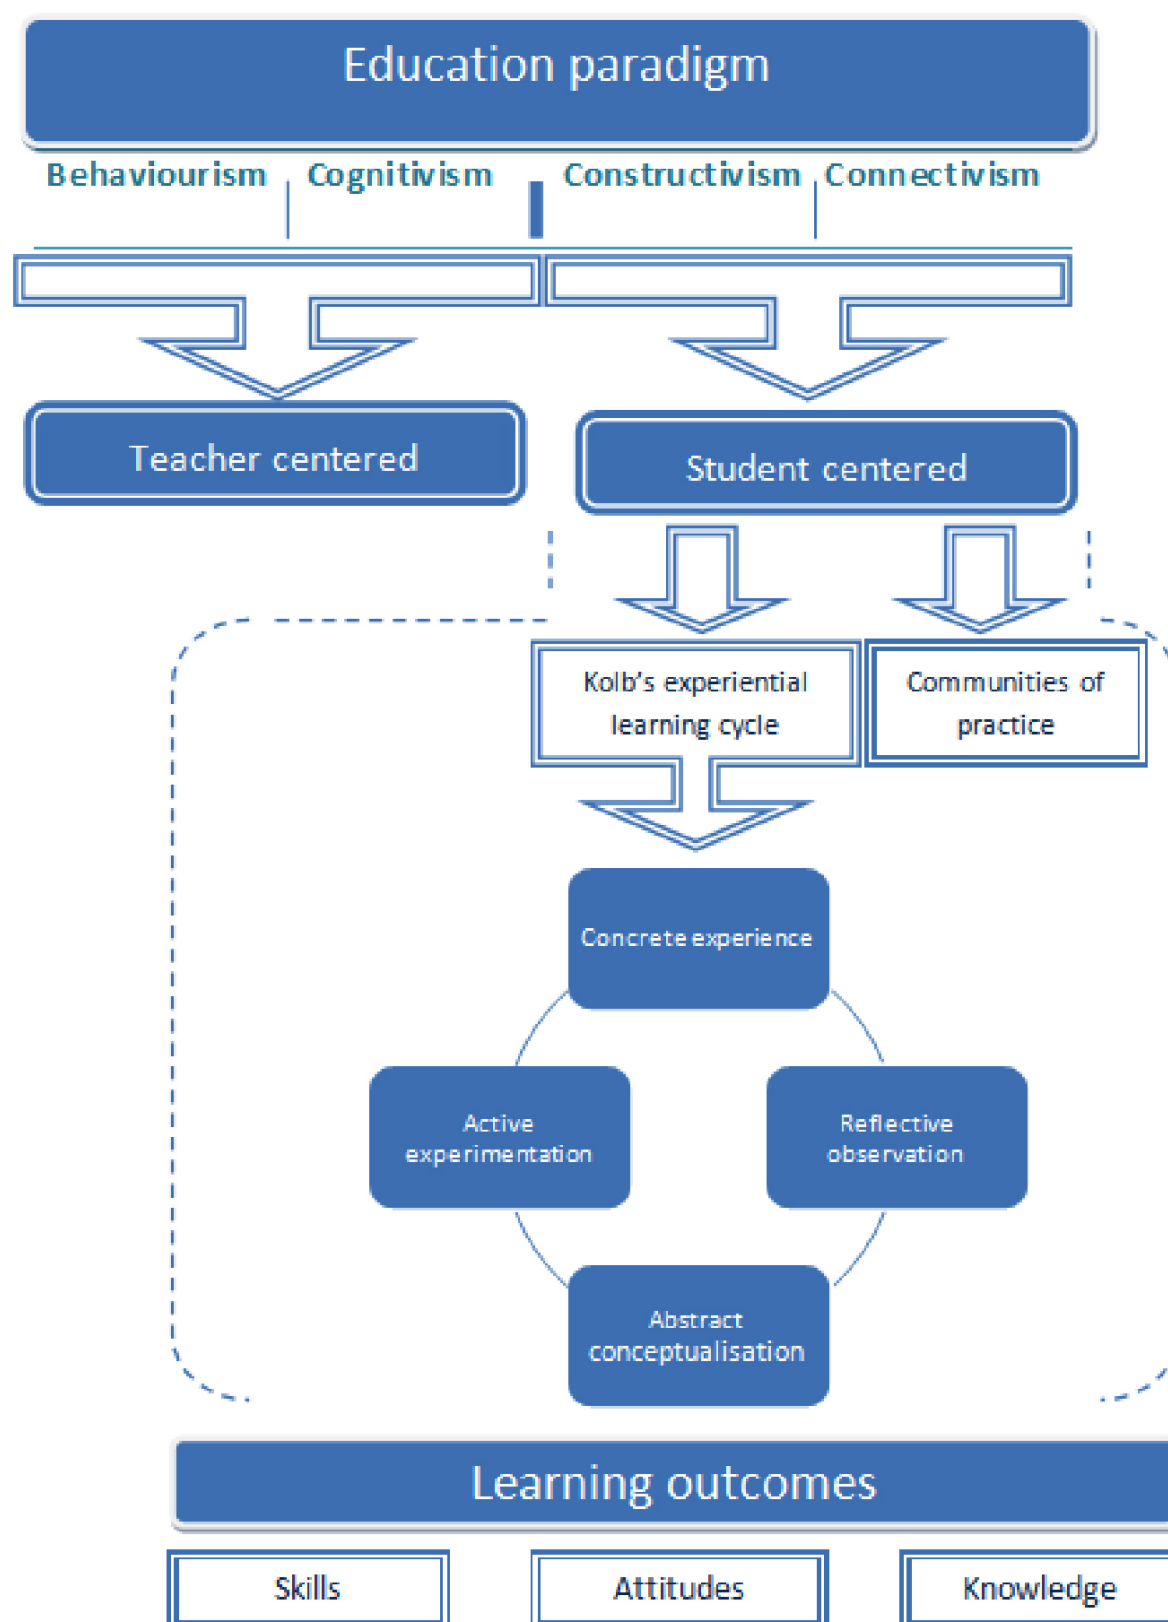 Education paradigm
Behaviourism Cognitivism Constructivism Connectivism
Teacher centered
Student centered
Kolb's experiential
learning cycle
Communities of
practice
Concrete experience
Active
experimentation
Reflective
observation
Abstract
conceptualisation
Learning outcomes
Skills
Attitudes
Knowledge